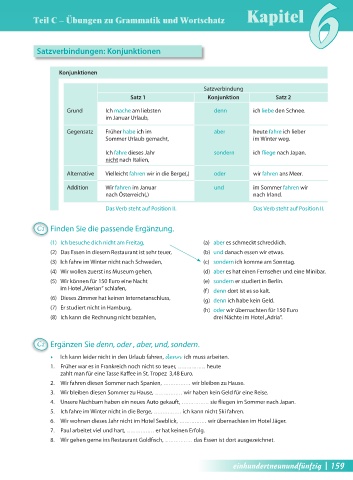 Teil C – Übungen zu Grammatik und Wortschatz
Kapitel 6
Satzverbindungen: Konjunktionen
Konjunktionen
Satzverbindung
Satz 1 Konjunktion Satz 2
Grund Ich mache am liebsten denn ich liebe den Schnee.
im Januar Urlaub,
Gegensatz Früher habe ich im aber heute fahre ich lieber
Sommer Urlaub gemacht, im Winter weg.
Ich fahre dieses Jahr sondern ich fliege nach Japan.
nicht nach Italien,
Alternative Vielleicht fahren wir in die Berge(,) oder wir fahren ans Meer.
Addition Wir fahren im Januar und im Sommer fahren wir
nach Österreich(,) nach Irland.
Das Verb steht auf Position II. Das Verb steht auf Position II.
C1 Finden Sie die passende Ergänzung.
(1) Ich besuche dich nicht am Freitag, (a) aber es schmeckt schrecklich.
(2) Das Essen in diesem Restaurant ist sehr teuer, (b) und danach essen wir etwas.
(3) Ich fahre im Winter nicht nach Schweden, (c) sondern ich komme am Sonntag.
(4) Wir wollen zuerst ins Museum gehen, (d) aber es hat einen Fernseher und eine Minibar.
(5) Wir können für 150 Euro eine Nacht (e) sondern er studiert in Berlin.
im Hotel „Merian“ schlafen, (f) denn dort ist es so kalt.
(6) Dieses Zimmer hat keinen Internetanschluss, (g) denn ich habe kein Geld.
(7) Er studiert nicht in Hamburg, (h) oder wir übernachten für 150 Euro
(8) Ich kann die Rechnung nicht bezahlen, drei Nächte im Hotel „Adria“.
Ergänzen Sie denn, oder, aber, und, sondern.
• Ich kann leider nicht in den Urlaub fahren, denn ich muss arbeiten.
1. Früher war es in Frankreich noch nicht so teuer, ............... heute
zahlt man für eine Tasse Kaffee in St. Tropez 3,48 Euro.
2. Wir fahren diesen Sommer nach Spanien, ............... wir bleiben zu Hause.
3. Wir bleiben diesen Sommer zu Hause, ............... wir haben kein Geld für eine Reise.
4. Unsere Nachbarn haben ein neues Auto gekauft, ............... sie fliegen im Sommer nach Japan.
5. Ich fahre im Winter nicht in die Berge, ............... ich kann nicht Ski fahren.
6. Wir wohnen dieses Jahr nicht im Hotel Seeblick, ............... wir übernachten im Hotel Jäger.
7. Paul arbeitet viel und hart, ............... er hat keinen Erfolg.
8. Wir gehen gerne ins Restaurant Goldfisch, ............... das Essen ist dort ausgezeichnet.
einhundertneunundfünfzig | 159